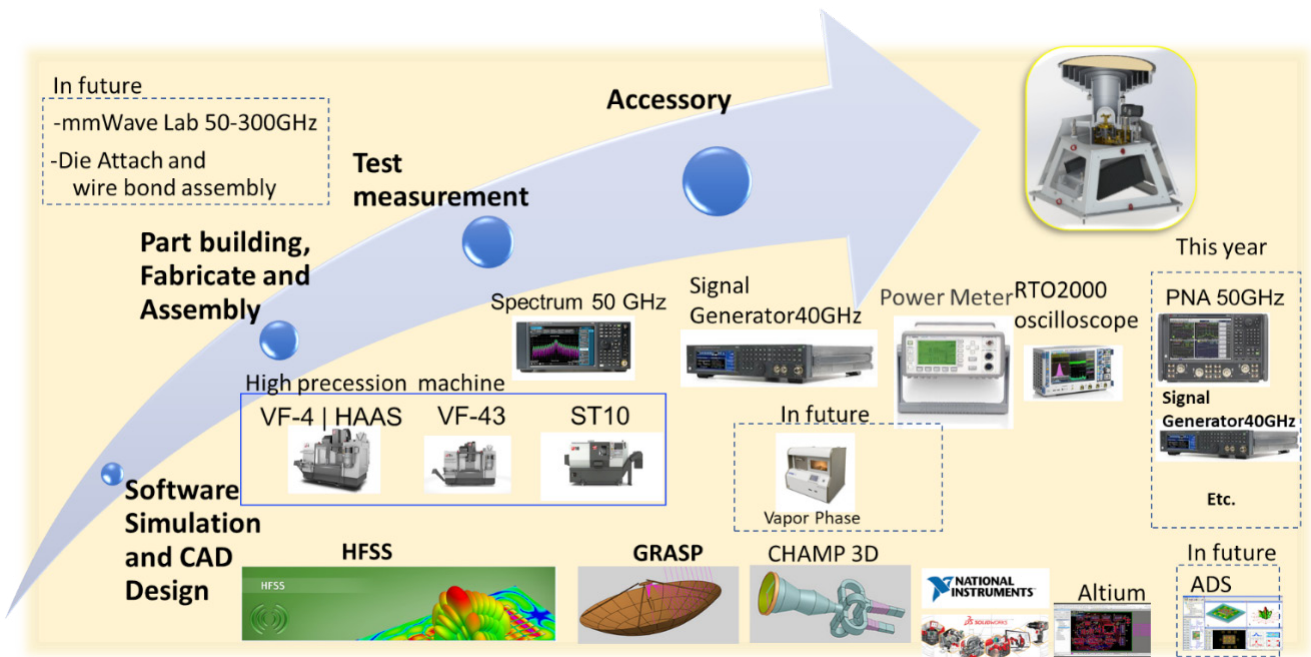 In future
-mmWave Lab 50-300GHz
-Die Attach and
wire bond assembly
Accessory
Test
measurement
Part building,
Fabricate and
Assembly
Software
Simulation
and CAD
Design
This year
Spectrum 50 GHz
Signal
Generator40GHz
Power Meter
RTO2000
oscilloscope
PNA 50GHz
Signal
Generator40GHz
Etc.
High precession machine
VF-4 | HAAS
VF-43
ST10
In future
Vapor Phase
HFSS
HFSS
GRASP
CHAMP 3D
NATIONAL
INSTRUMENTS
SOLIDWORKS
Altium
In future
ADS